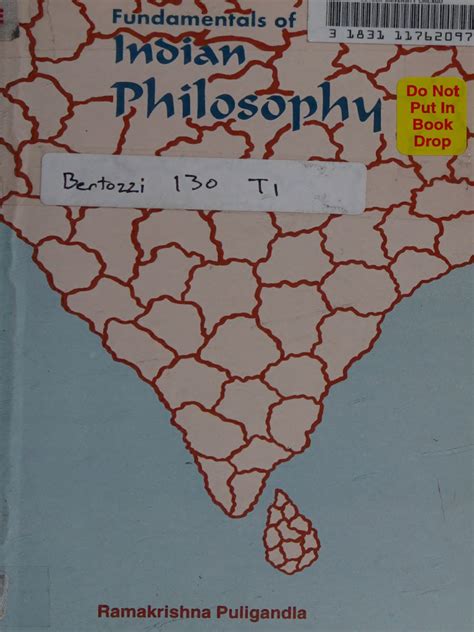 Fundamentals of
Indian
Philosophy
3 1831 11762097
Do Not
Put In
Book
Drop
Bertozzi 130 T1
Ramakrishna Puligandla